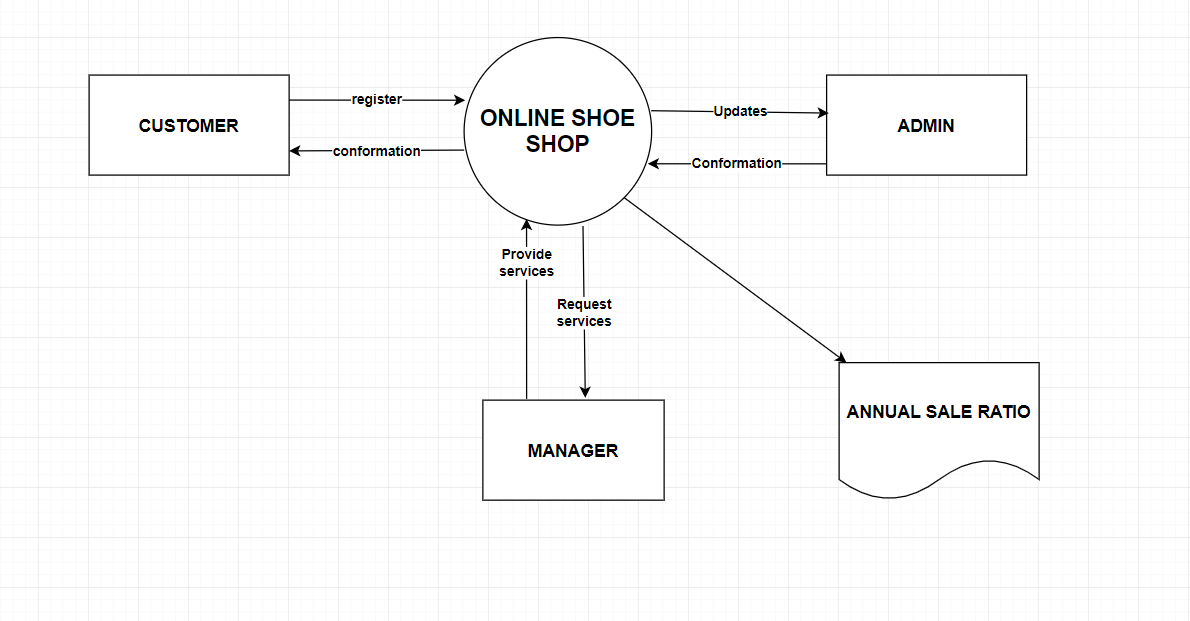 register
CUSTOMER
conformation
ONLINE SHOE
SHOP
Updates
ADMIN
Conformation
Provide
services
Request
services
MANAGER
ANNUAL SALE RATIO